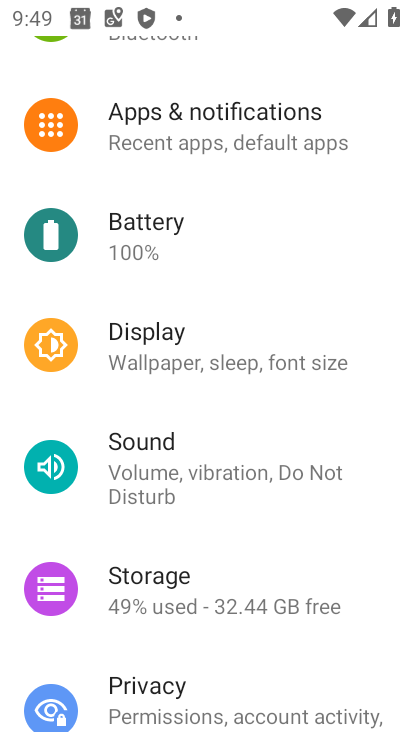 9:49
31
Bluetooth
Apps & notifications
Recent apps, default apps
Battery
100%
Display
Wallpaper, sleep, font size
Sound
Volume, vibration, Do Not
Disturb
Storage
49% used - 32.44 GB free
Privacy
Permissions, account activity,